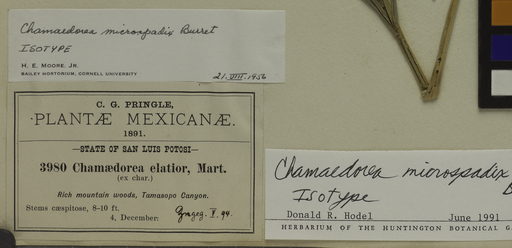 Chamaedorea microspadix Burret
ISOTYPE
H. E. MOORE, JR.
BAILEY HORTORIUM, CORNELL UNIVERSITY
21.VIII.1956
C. G. PRINGLE,
PLANTÆ MEXICANÆ.
1891.
—STATE OF SAN LUIS POTOSI—
3980 Chamædorea elatior, Mart.
(ex char.)
Rich mountain woods, Tamasopo Canyon.
Stems cæspitose, 8–10 ft.
4, December.
Chamaedorea microspadix B
Isotype
Donald R. Hodel June 1991
HERBARIUM OF THE HUNTINGTON BOTANICAL G